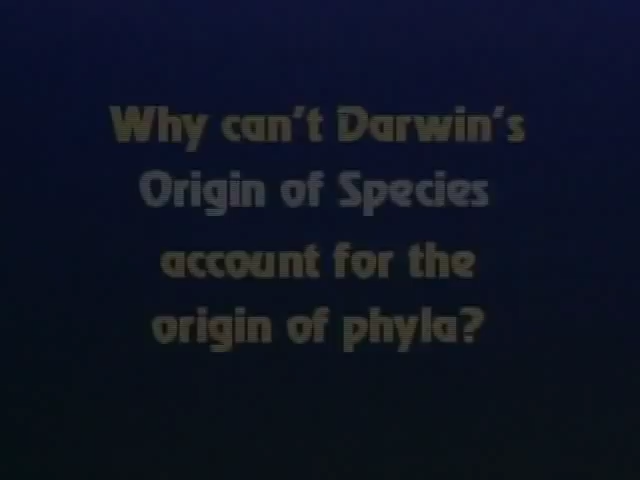 Why can't Darwin's
Origin of Species
account for the
origin of phyla?